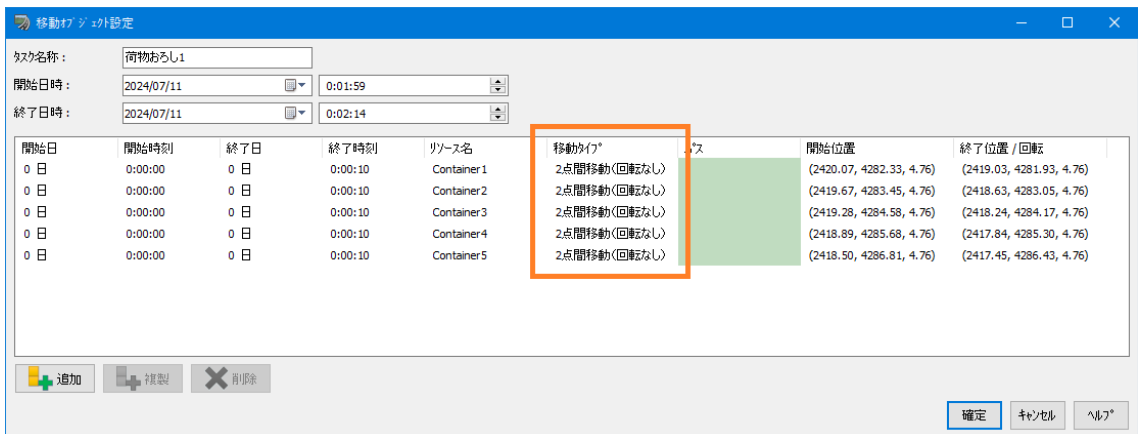 移動オブジェクト設定
タスク名称: 荷物おろし1
開始日時: 2024/07/11 0:01:59
終了日時: 2024/07/11 0:02:14
開始日 開始時刻 終了日 終了時刻 リソース名 移動タイプ パス 開始位置 終了位置 / 回転
0 日 0:00:00 0 日 0:00:10 Container1 2点間移動(回転なし) (2420.07, 4282.33, 4.76) (2419.03, 4281.93, 4.76)
0 日 0:00:00 0 日 0:00:10 Container2 2点間移動(回転なし) (2419.67, 4283.45, 4.76) (2418.63, 4283.05, 4.76)
0 日 0:00:00 0 日 0:00:10 Container3 2点間移動(回転なし) (2419.28, 4284.58, 4.76) (2418.24, 4284.17, 4.76)
0 日 0:00:00 0 日 0:00:10 Container4 2点間移動(回転なし) (2418.89, 4285.68, 4.76) (2417.84, 4285.30, 4.76)
0 日 0:00:00 0 日 0:00:10 Container5 2点間移動(回転なし) (2418.50, 4286.81, 4.76) (2417.45, 4286.43, 4.76)
追加 複製 削除
確定 キャンセル ヘルプ